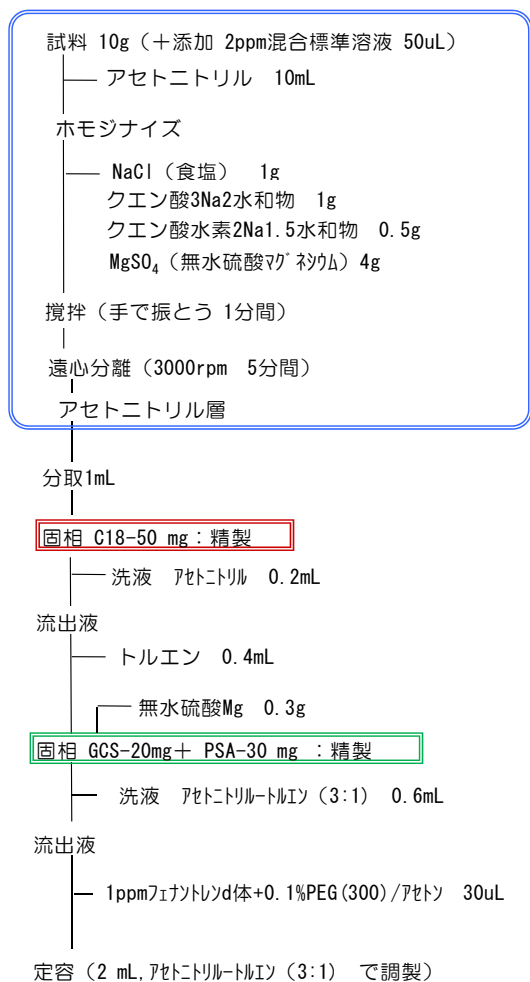 試料 10g（＋添加 2ppm混合標準溶液 50uL）
アセトニトリル 10mL
ホモジナイズ
NaCl（食塩） 1g
クエン酸3Na2水和物 1g
クエン酸水素2Na1.5水和物 0.5g
MgSO₄（無水硫酸ﾏｸﾞﾈｼｳﾑ）4g
撹拌（手で振とう 1分間）
遠心分離（3000rpm 5分間）
アセトニトリル層
分取1mL
固相 C18-50 mg：精製
洗液 ｱｾﾄﾆﾄﾘﾙ 0.2mL
流出液
トルエン 0.4mL
無水硫酸Mg 0.3g
固相 GCS-20mg＋ PSA-30 mg ：精製
洗液 ｱｾﾄﾆﾄﾘﾙｰﾄﾙｴﾝ（3:1） 0.6mL
流出液
1ppmﾌｪﾅﾝﾄﾚﾝd体+0.1%PEG(300)/ｱｾﾄﾝ 30uL
定容（2 mL,ｱｾﾄﾆﾄﾘﾙｰﾄﾙｴﾝ（3:1） で調製）